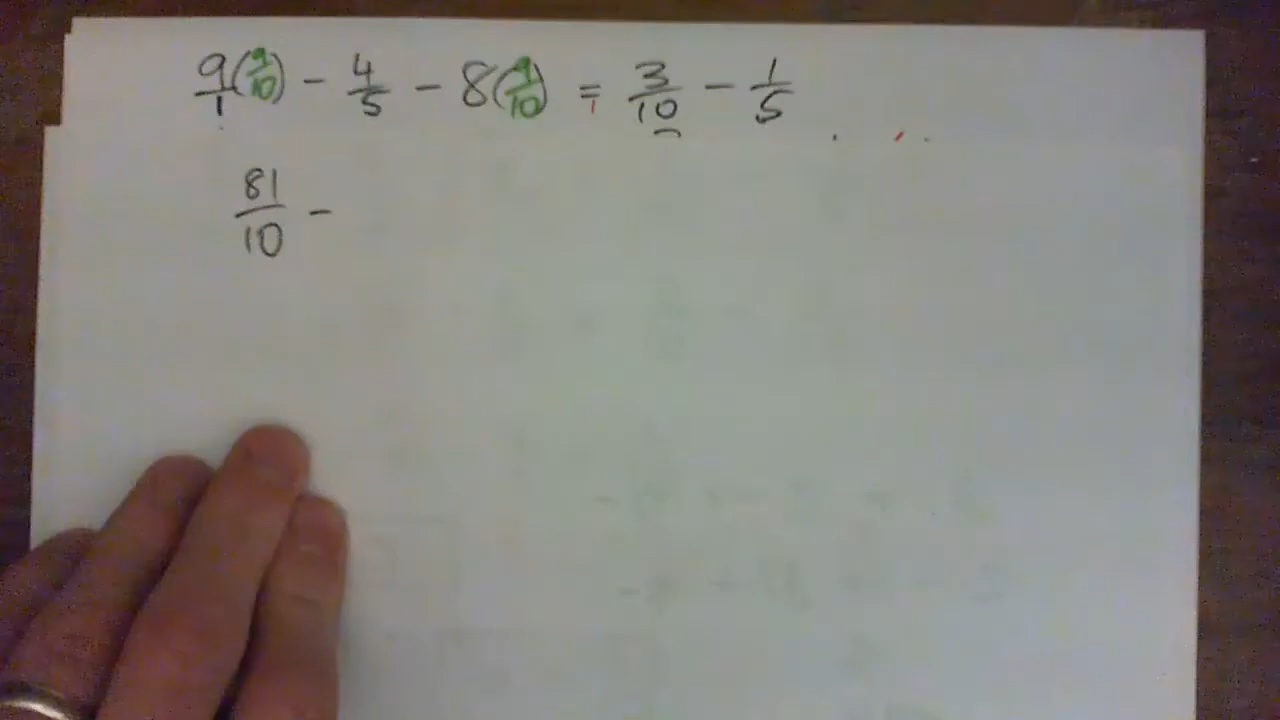 9/1(9/10) - 4/5 - 8(9/10) = 3/10 - 1/5
81/10 -